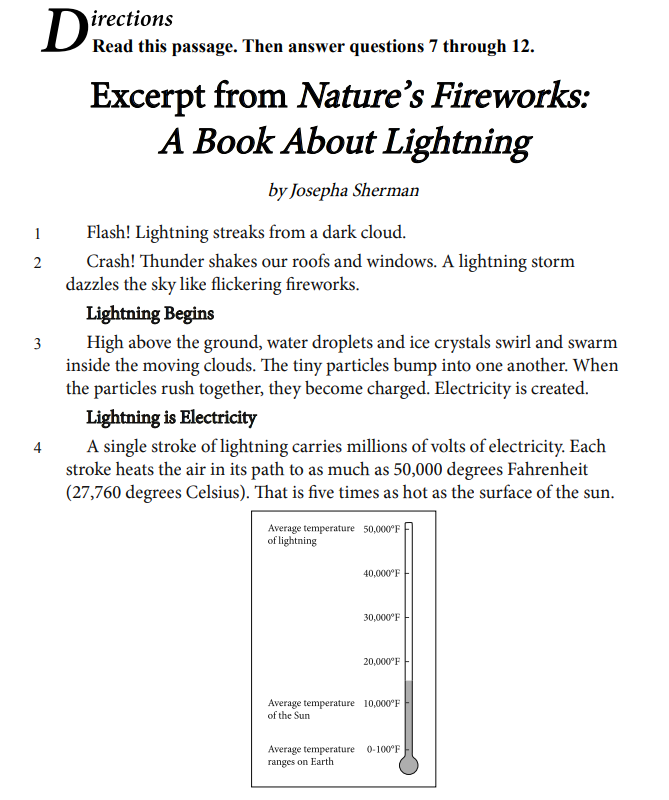 Directions
Read this passage. Then answer questions 7 through 12.
Excerpt from Nature's Fireworks:
A Book About Lightning
by Josepha Sherman
1 Flash! Lightning streaks from a dark cloud.
2 Crash! Thunder shakes our roofs and windows. A lightning storm
dazzles the sky like flickering fireworks.
Lightning Begins
3 High above the ground, water droplets and ice crystals swirl and swarm
inside the moving clouds. The tiny particles bump into one another. When
the particles rush together, they become charged. Electricity is created.
Lightning is Electricity
4 A single stroke of lightning carries millions of volts of electricity. Each
stroke heats the air in its path to as much as 50,000 degrees Fahrenheit
(27,760 degrees Celsius). That is five times as hot as the surface of the sun.
Average temperature 50,000°F
of lightning
40,000°F
30,000°F
20,000°F
Average temperature 10,000°F
of the Sun
Average temperature 0-100°F
ranges on Earth